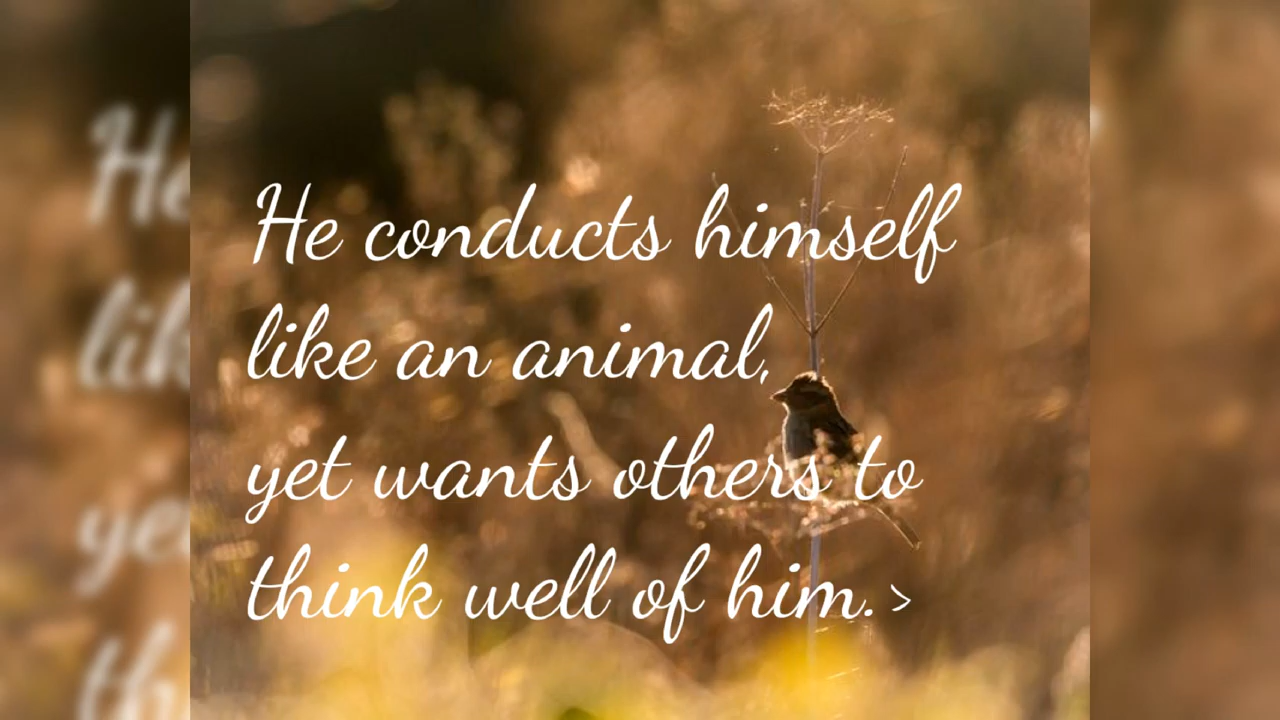 He conducts himself
like an animal,
yet wants others to
think well of him.>